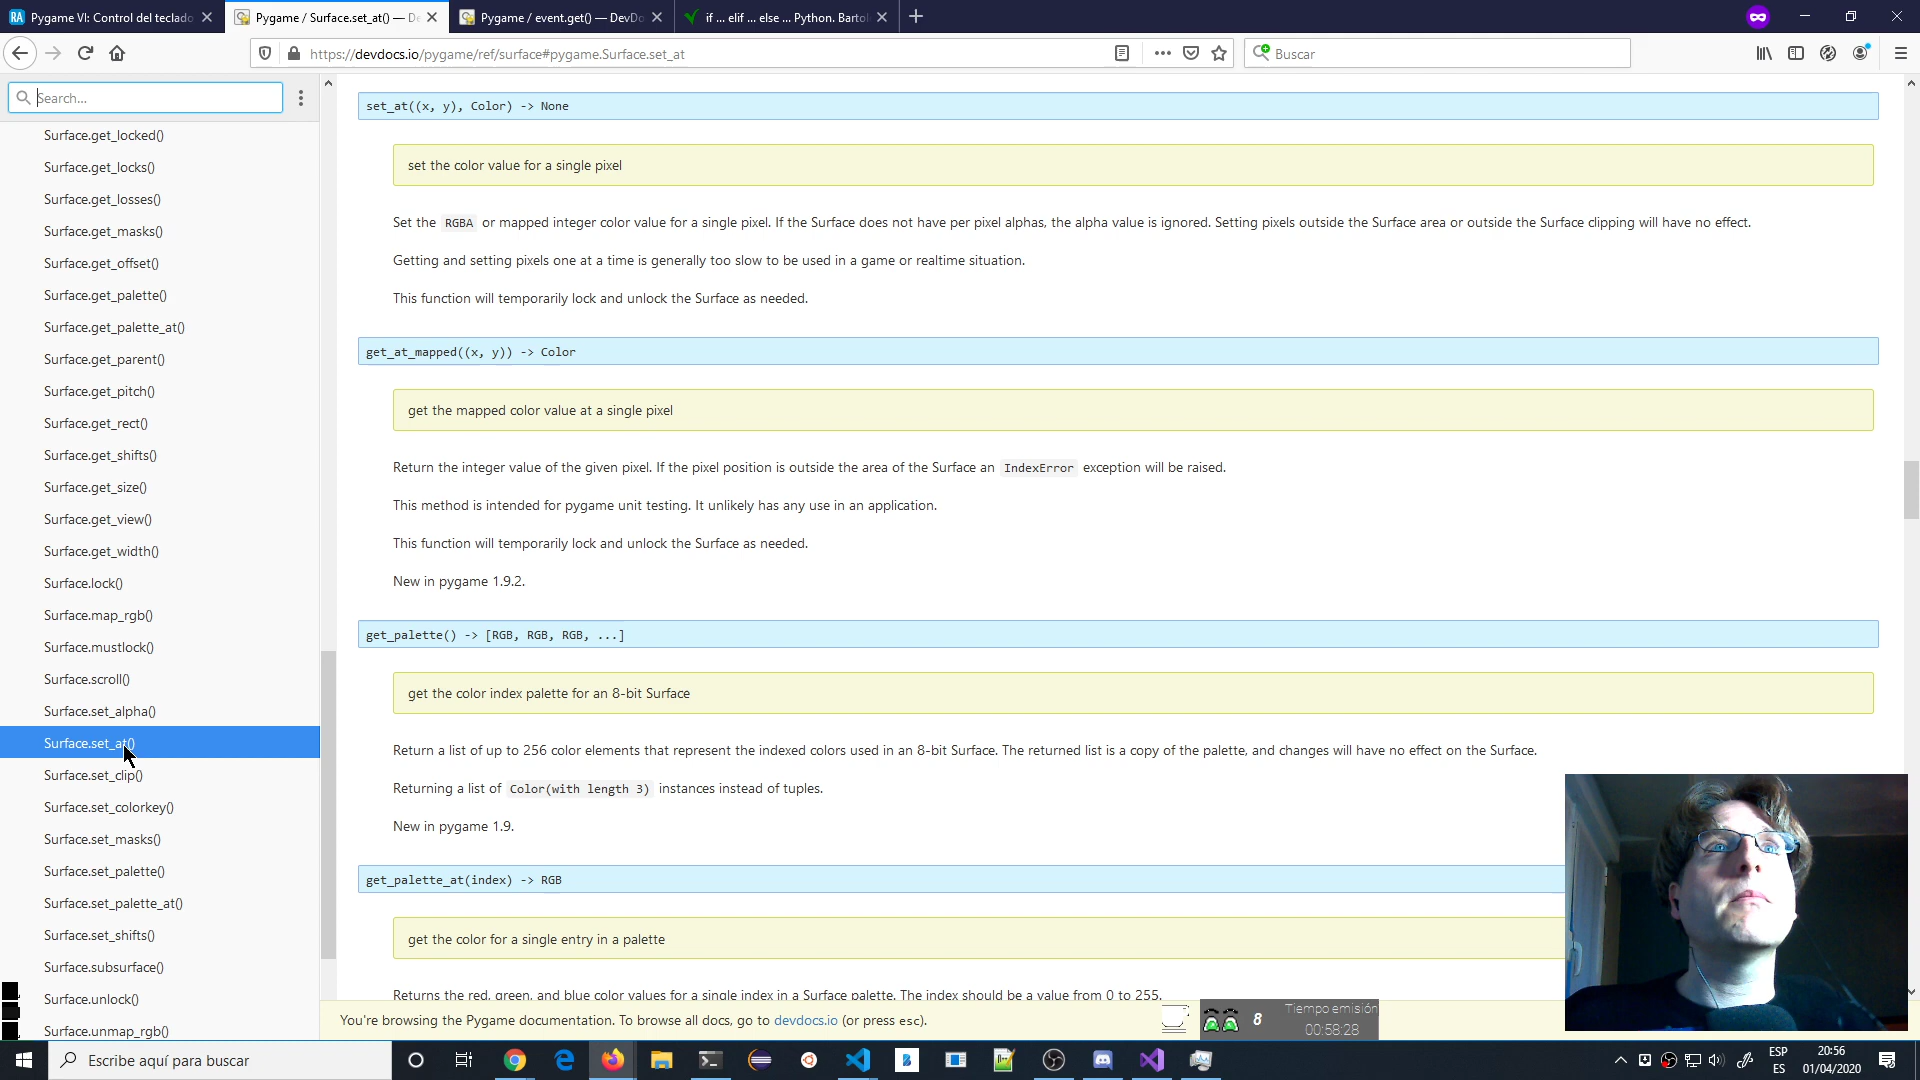 Pygame VI: Control del teclado
Pygame / Surface.set_at() — De
Pygame / event.get() — DevDo
if ... elif ... else ... Python. Bartol
https://devdocs.io/pygame/ref/surface#pygame.Surface.set_at
Buscar
Search...
Surface.get_locked()
Surface.get_locks()
Surface.get_losses()
Surface.get_masks()
Surface.get_offset()
Surface.get_palette()
Surface.get_palette_at()
Surface.get_parent()
Surface.get_pitch()
Surface.get_rect()
Surface.get_shifts()
Surface.get_size()
Surface.get_view()
Surface.get_width()
Surface.lock()
Surface.map_rgb()
Surface.mustlock()
Surface.scroll()
Surface.set_alpha()
Surface.set_at()
Surface.set_clip()
Surface.set_colorkey()
Surface.set_masks()
Surface.set_palette()
Surface.set_palette_at()
Surface.set_shifts()
Surface.subsurface()
Surface.unlock()
Surface.unmap_rgb()
set_at((x, y), Color) -> None
set the color value for a single pixel
Set the RGBA or mapped integer color value for a single pixel. If the Surface does not have per pixel alphas, the alpha value is ignored. Setting pixels outside the Surface area or outside the Surface clipping will have no effect.
Getting and setting pixels one at a time is generally too slow to be used in a game or realtime situation.
This function will temporarily lock and unlock the Surface as needed.
get_at_mapped((x, y)) -> Color
get the mapped color value at a single pixel
Return the integer value of the given pixel. If the pixel position is outside the area of the Surface an IndexError exception will be raised.
This method is intended for pygame unit testing. It unlikely has any use in an application.
This function will temporarily lock and unlock the Surface as needed.
New in pygame 1.9.2.
get_palette() -> [RGB, RGB, RGB, ...]
get the color index palette for an 8-bit Surface
Return a list of up to 256 color elements that represent the indexed colors used in an 8-bit Surface. The returned list is a copy of the palette, and changes will have no effect on the Surface.
Returning a list of Color(with length 3) instances instead of tuples.
New in pygame 1.9.
get_palette_at(index) -> RGB
get the color for a single entry in a palette
Returns the red, green, and blue color values for a single index in a Surface palette. The index should be a value from 0 to 255.
You're browsing the Pygame documentation. To browse all docs, go to devdocs.io (or press esc).
8
Tiempo emisión
00:58:28
Escribe aquí para buscar
ESP
ES
20:56
01/04/2020